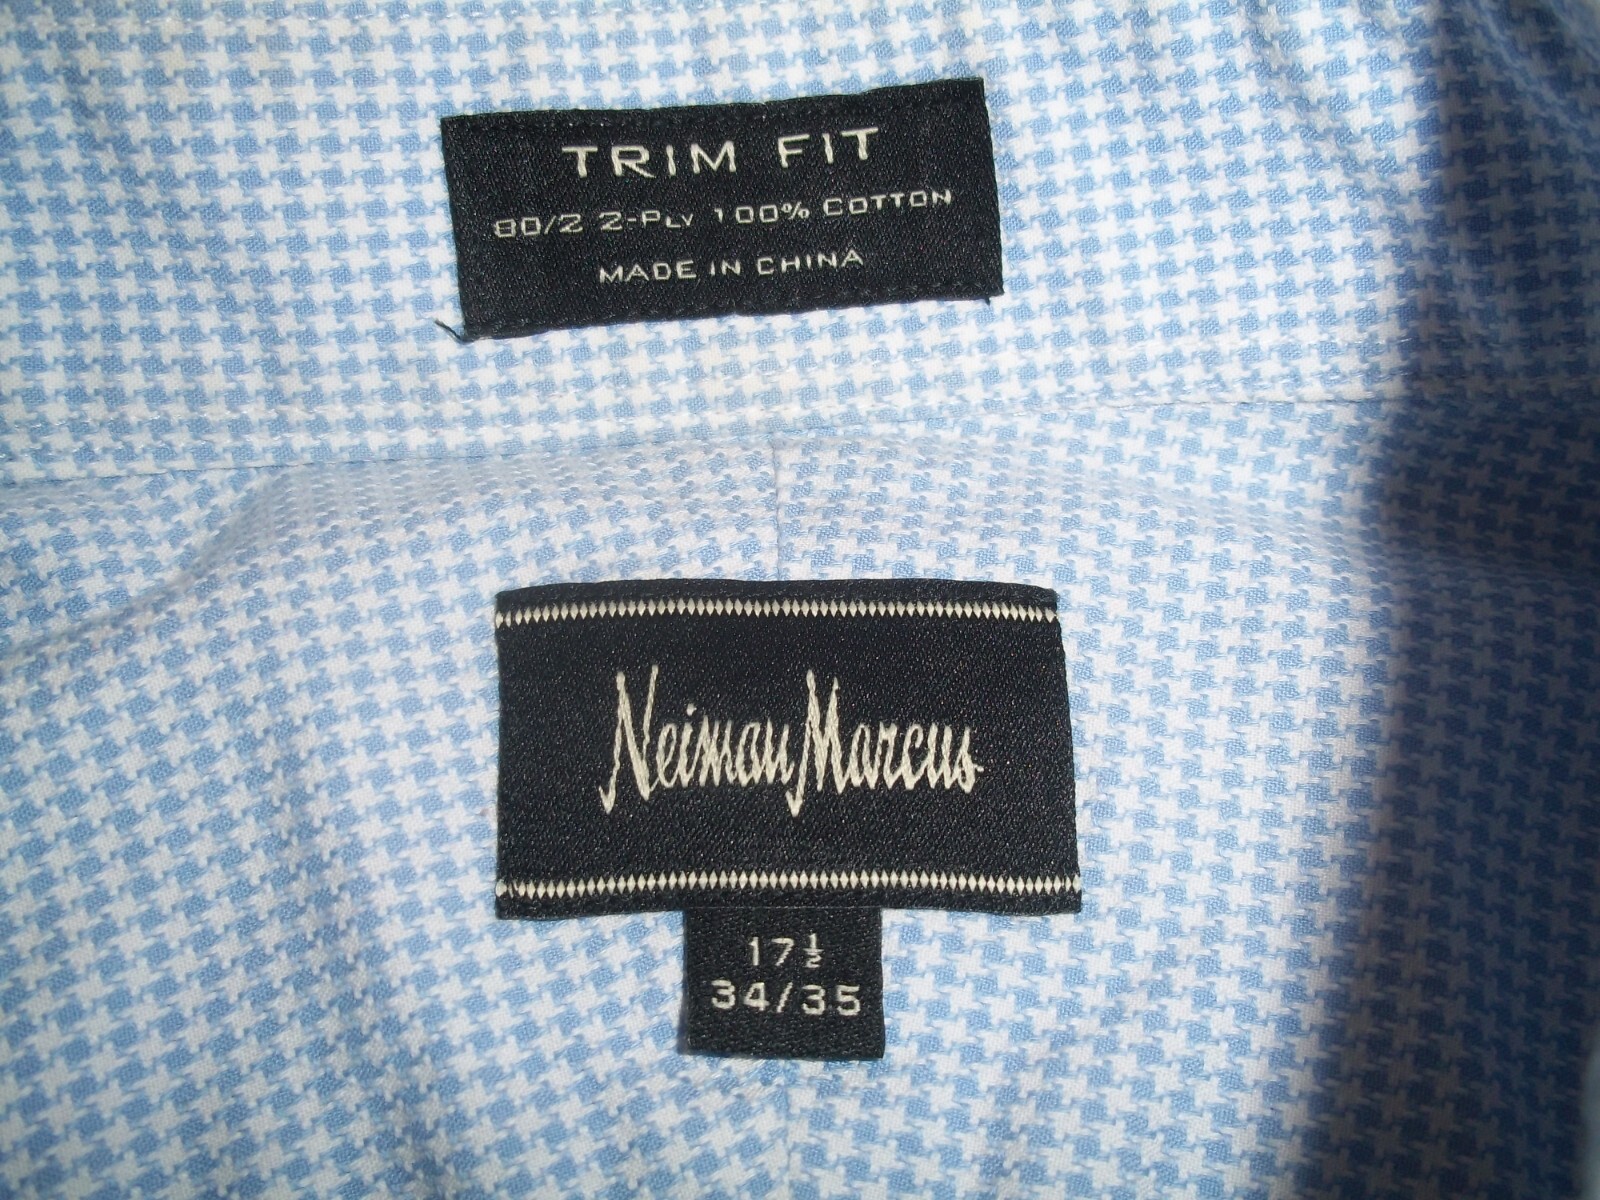 TRIM FIT
80/2 2-PLY 100% COTTON
MADE IN CHINA
Neiman Marcus
17½
34/35